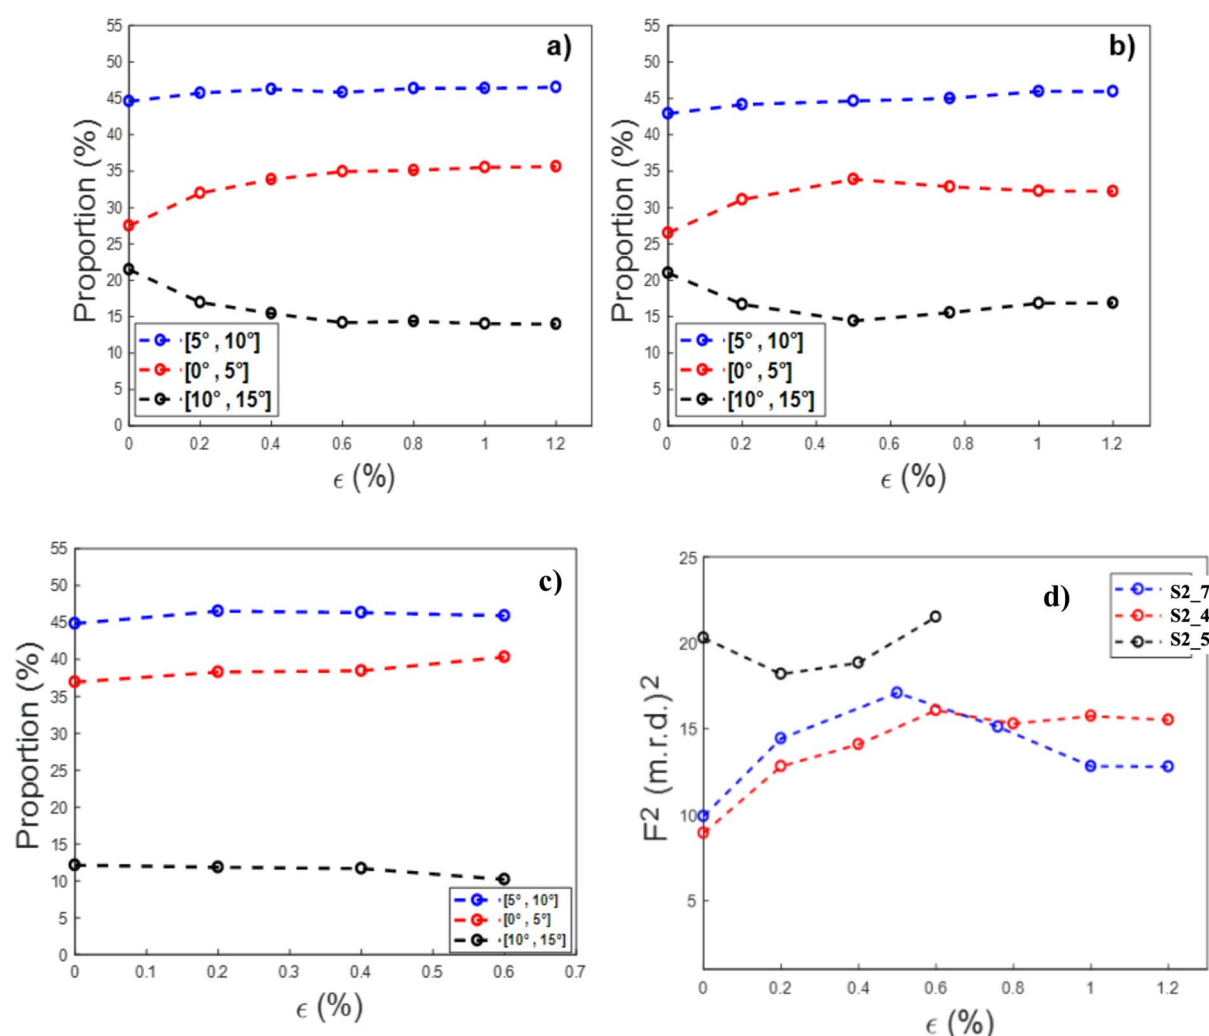 a)
55
50
45
40
35
30
25
20
15
10
5
0
Proportion (%)
[5° , 10°]
[0° , 5°]
[10° , 15°]
0 0.2 0.4 0.6 0.8 1 1.2
ϵ (%)
b)
55
50
45
40
35
30
25
20
15
10
5
0
Proportion (%)
[5° , 10°]
[0° , 5°]
[10° , 15°]
0 0.2 0.4 0.6 0.8 1 1.2
ϵ (%)
c)
55
50
45
40
35
30
25
20
15
10
5
0
Proportion (%)
[5° , 10°]
[0° , 5°]
[10° , 15°]
0 0.1 0.2 0.3 0.4 0.5 0.6 0.7
ϵ (%)
d)
25
20
15
10
5
F² (m.r.d.)²
S2_7
S2_4
S2_5
0 0.2 0.4 0.6 0.8 1 1.2
ϵ (%)